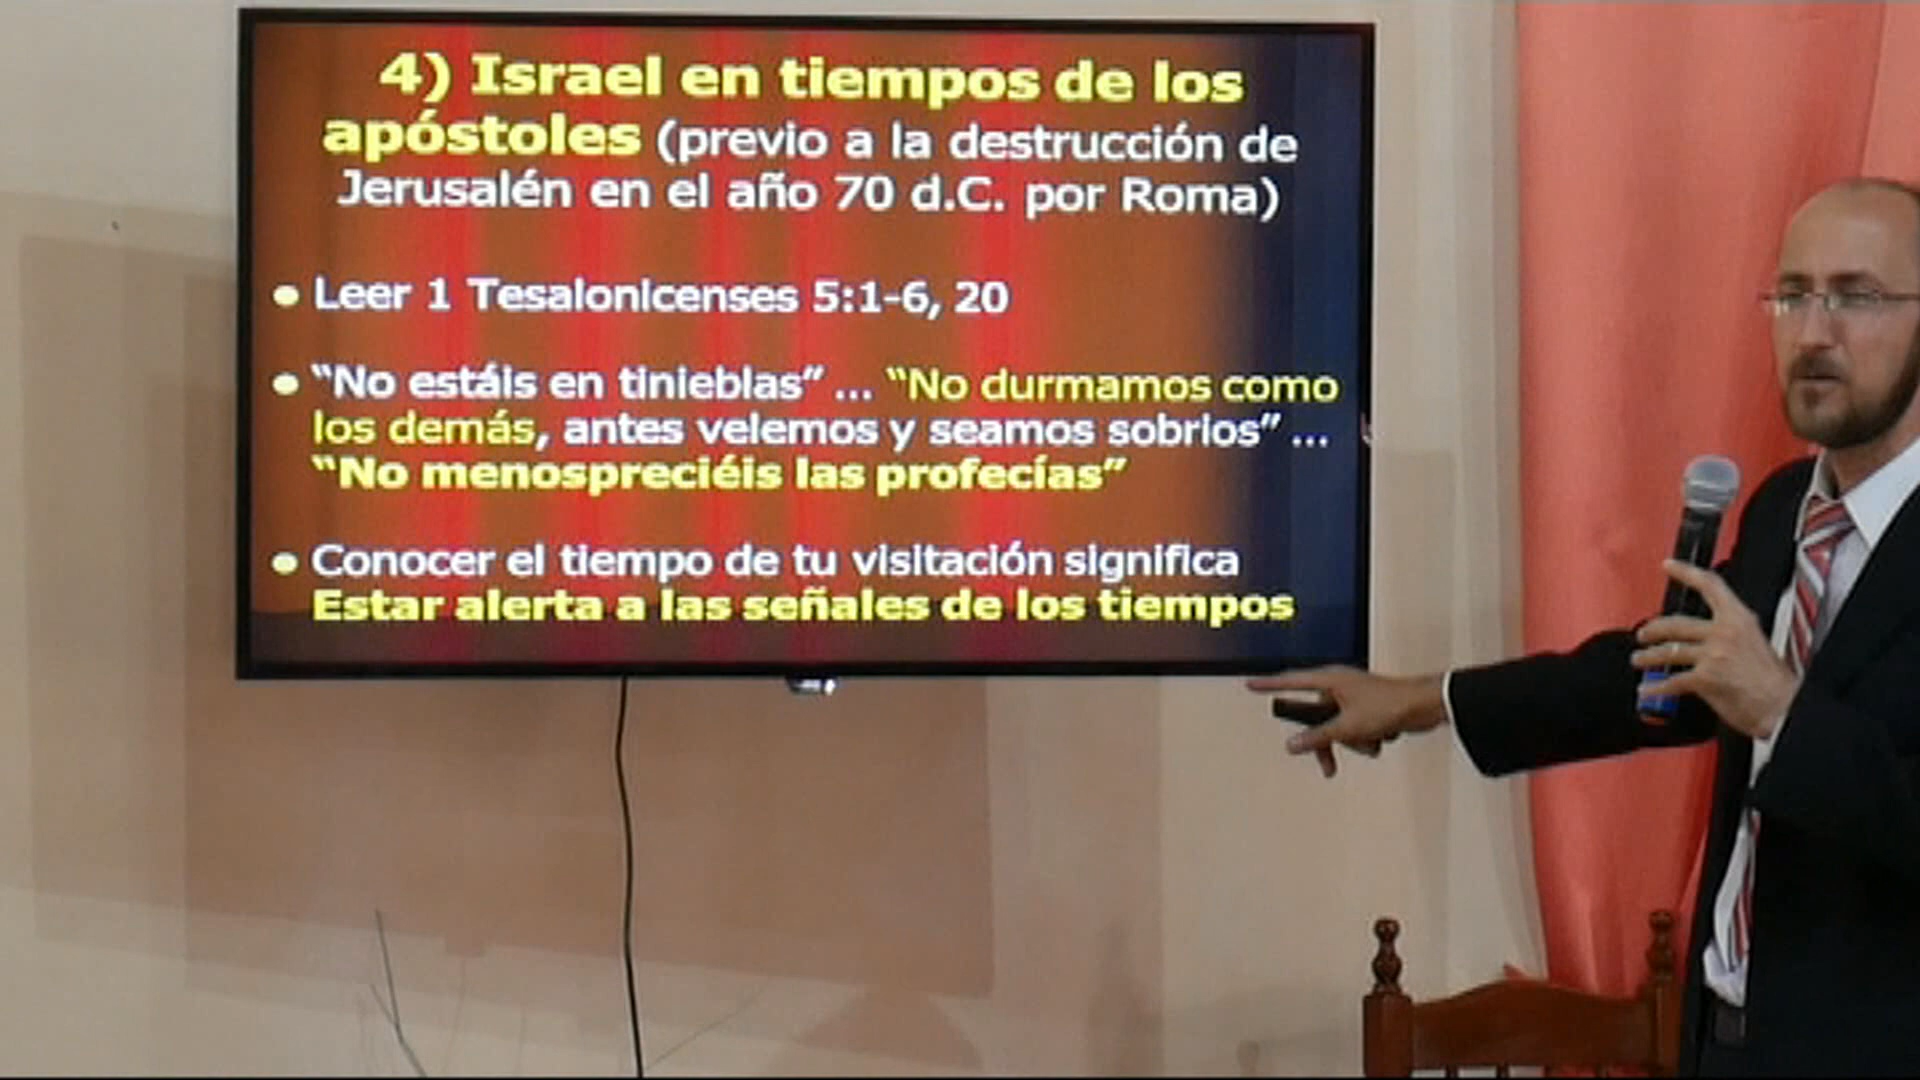 4) Israel en tiempos de los
apóstoles (previo a la destrucción de
Jerusalén en el año 70 d.C. por Roma)
• Leer 1 Tesalonicenses 5:1-6, 20
• “No estáis en tinieblas” ... “No durmamos como
los demás, antes velemos y seamos sobrios” ...
“No menospreciéis las profecías”
• Conocer el tiempo de tu visitación significa
Estar alerta a las señales de los tiempos